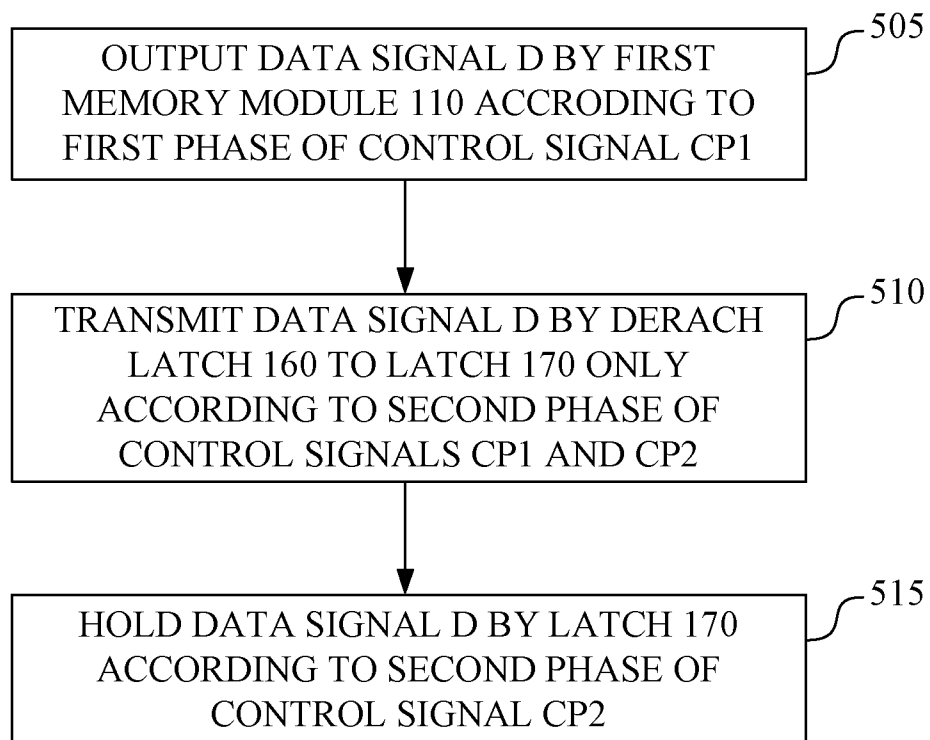 505
OUTPUT DATA SIGNAL D BY FIRST
MEMORY MODULE 110 ACCRODING TO
FIRST PHASE OF CONTROL SIGNAL CP1
510
TRANSMIT DATA SIGNAL D BY DERACH
LATCH 160 TO LATCH 170 ONLY
ACCORDING TO SECOND PHASE OF
CONTROL SIGNALS CP1 AND CP2
515
HOLD DATA SIGNAL D BY LATCH 170
ACCORDING TO SECOND PHASE OF
CONTROL SIGNAL CP2